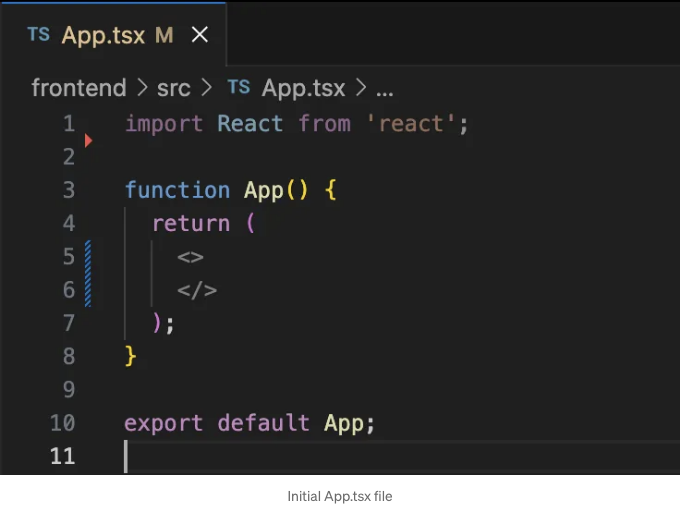 TS App.tsx M ×
frontend > src > TS App.tsx > ...
1 import React from 'react';
2
3 function App() {
4 return (
5 <>
6 </>
7 );
8 }
9
10 export default App;
11
Initial App.tsx file